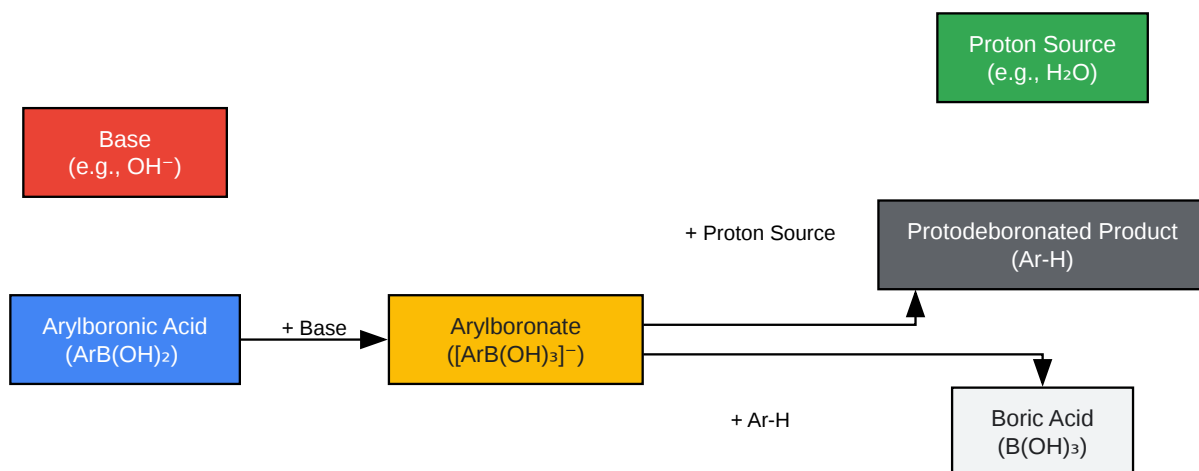 Proton Source
(e.g., H₂O)
Base
(e.g., OH⁻)
+ Proton Source
Protodeboronated Product
(Ar-H)
Arylboronic Acid
(ArB(OH)₂)
+ Base
Arylboronate
([ArB(OH)₃]⁻)
+ Ar-H
Boric Acid
(B(OH)₃)